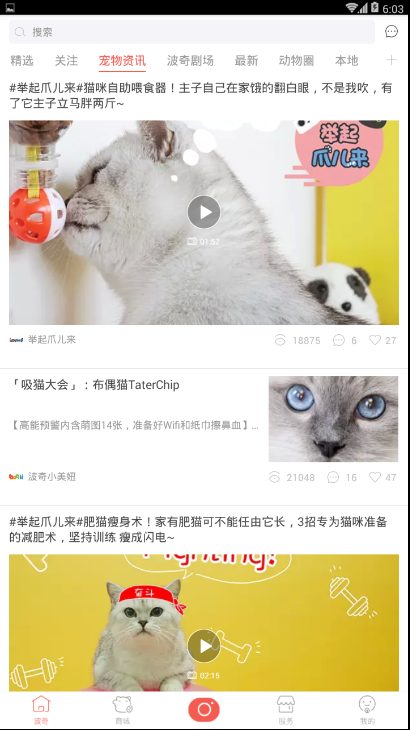 6:03
搜索
精选 关注 宠物资讯 波奇剧场 最新 动物圈 本地
#举起爪儿来#猫咪自助喂食器！主子自己在家饿的翻白眼，不是我吹，有
了它主子立马胖两斤~
举起
爪儿来
01:52
举起爪儿来 18875 6 27
「吸猫大会」：布偶猫TaterChip
【高能预警内含萌图14张，准备好Wifi和纸巾擦鼻血】...
波奇小美妞 21048 16 47
#举起爪儿来#肥猫瘦身术！家有肥猫可不能任由它长，3招专为猫咪准备
的减肥术，坚持训练 瘦成闪电~
Fighting!
02:15
波奇 商城 服务 我的